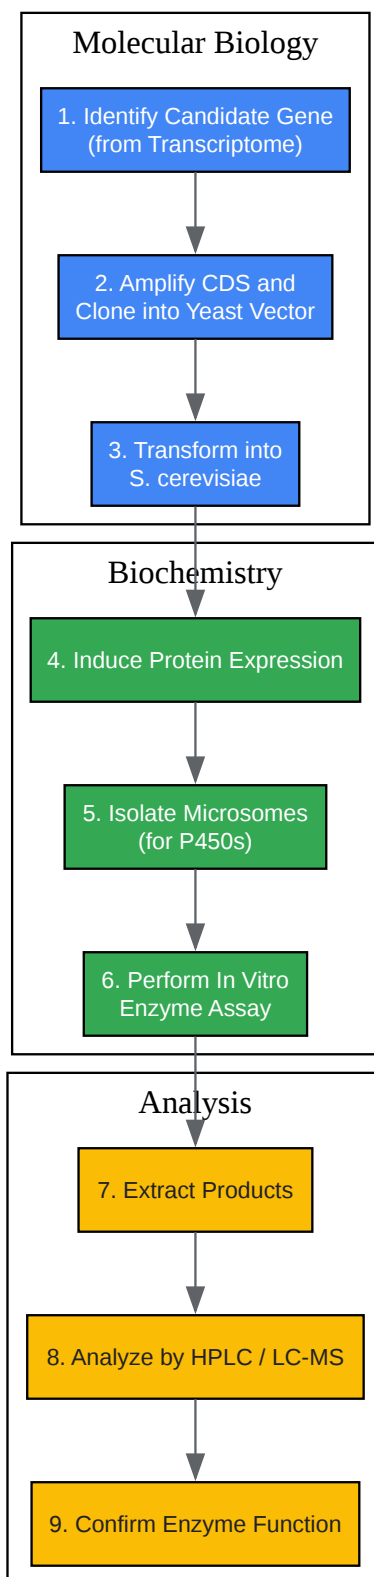 Molecular Biology
1. Identify Candidate Gene
(from Transcriptome)
2. Amplify CDS and
Clone into Yeast Vector
3. Transform into
S. cerevisiae
Biochemistry
4. Induce Protein Expression
5. Isolate Microsomes
(for P450s)
6. Perform In Vitro
Enzyme Assay
Analysis
7. Extract Products
8. Analyze by HPLC / LC-MS
9. Confirm Enzyme Function